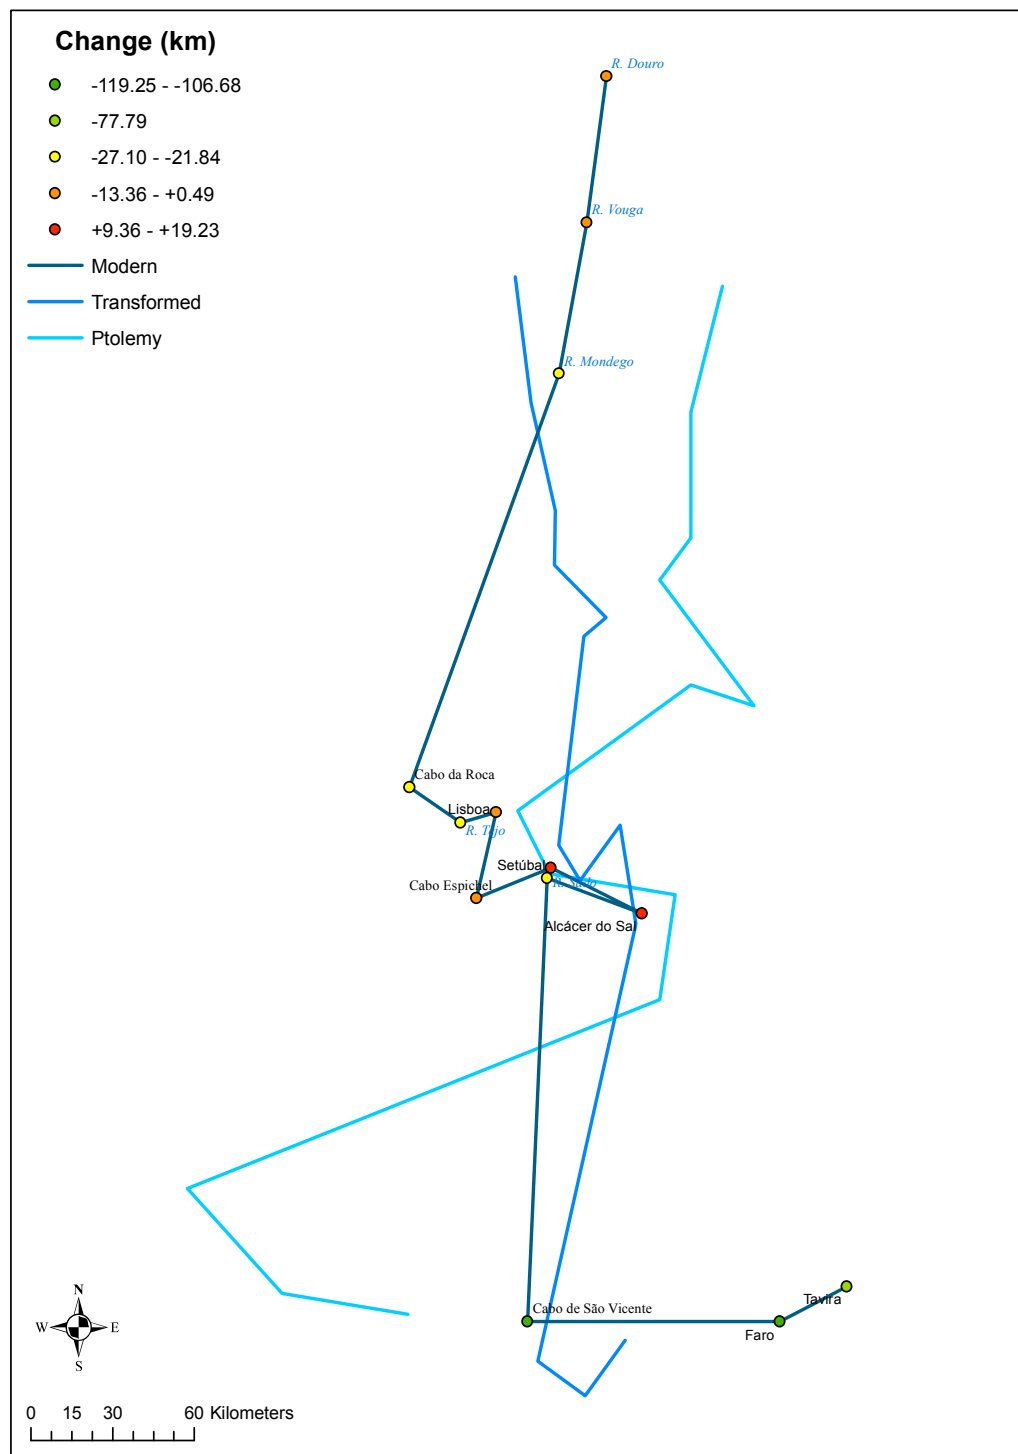 Change (km)
-119.25 - -106.68
-77.79
-27.10 - -21.84
-13.36 - +0.49
+9.36 - +19.23
Modern
Transformed
Ptolemy
R. Douro
R. Vouga
R. Mondego
Cabo da Roca
Lisboa
R. Tejo
Setúbal
Cabo Espichel
R. Sado
Alcácer do Sal
Cabo de São Vicente
Tavira
Faro
N
W E
S
0 15 30 60 Kilometers